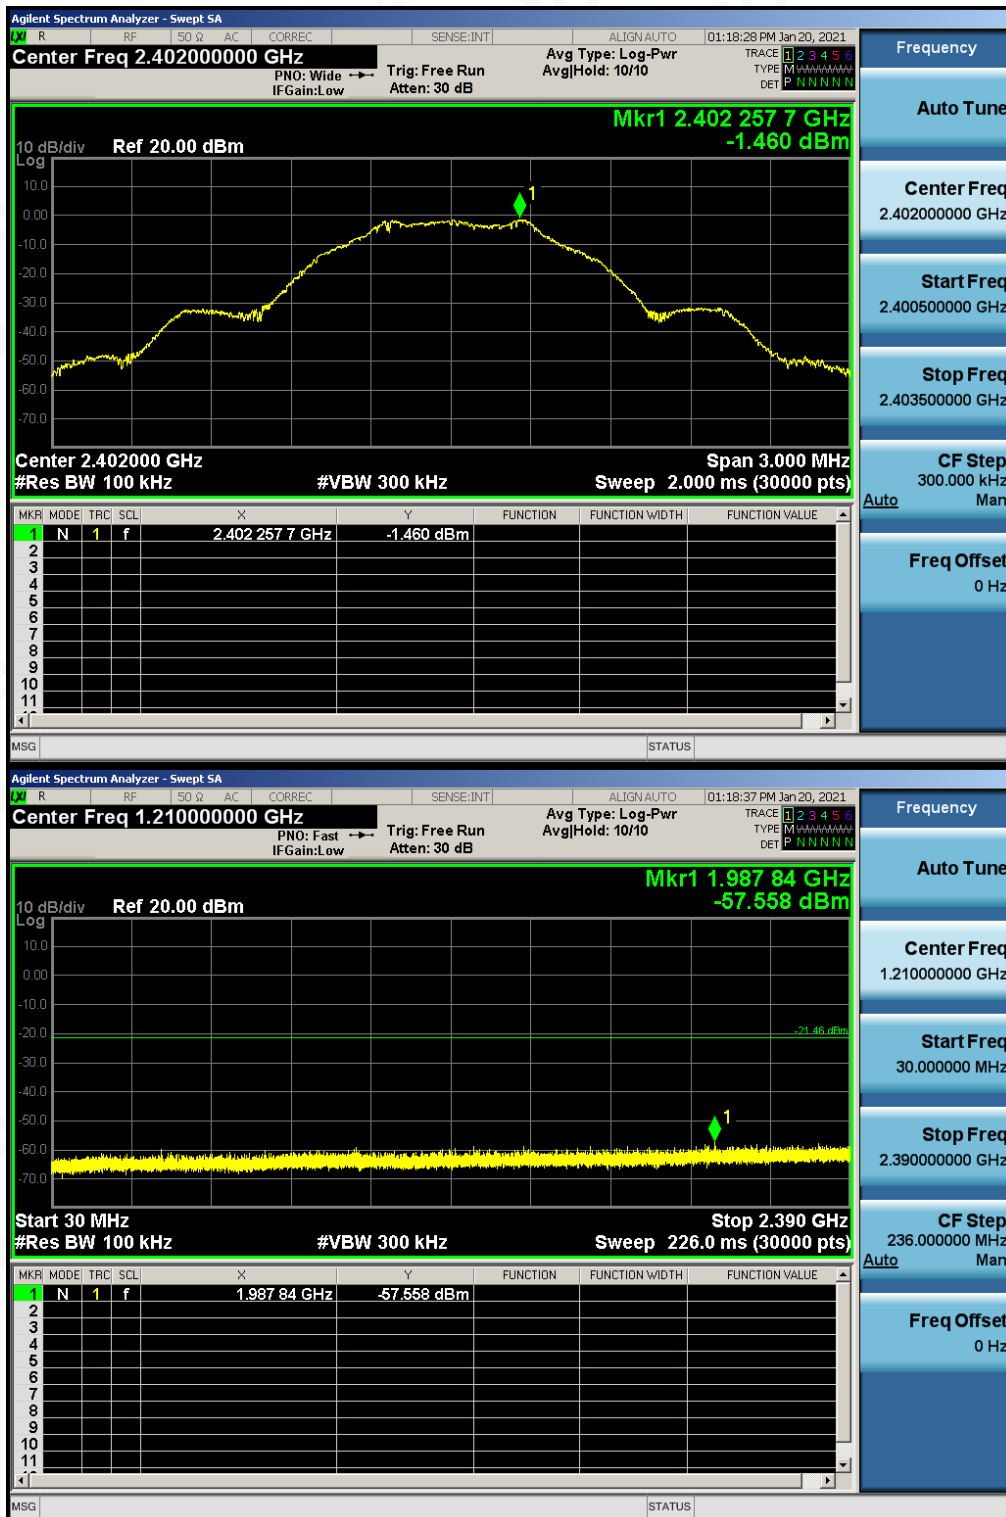 Agilent Spectrum Analyzer - Swept SA
LXI R RF 50 Ω AC CORREC SENSE:INT ALIGN AUTO 01:18:28 PM Jan 20, 2021
Center Freq 2.402000000 GHz Avg Type: Log-Pwr TRACE 1 2 3 4 5 6 Frequency
PNO: Wide Trig: Free Run Avg|Hold: 10/10 TYPE M
IFGain:Low Atten: 30 dB DET P N N N N N
Auto Tune
Mkr1 2.402 257 7 GHz
10 dB/div Ref 20.00 dBm -1.460 dBm
Log
10.0
1
Center Freq
2.402000000 GHz
0.00
-10.0
-20.0
Start Freq
2.400500000 GHz
-30.0
-40.0
-50.0
Stop Freq
2.403500000 GHz
-60.0
-70.0
Center 2.402000 GHz Span 3.000 MHz
#Res BW 100 kHz #VBW 300 kHz Sweep 2.000 ms (30000 pts)
CF Step
300.000 kHz
Auto Man
MKR MODE TRC SCL X Y FUNCTION FUNCTION WIDTH FUNCTION VALUE
1 N 1 f 2.402 257 7 GHz -1.460 dBm
2
3
4
5
6
7
8
9
10
11
Freq Offset
0 Hz
MSG STATUS
Agilent Spectrum Analyzer - Swept SA
LXI R RF 50 Ω AC CORREC SENSE:INT ALIGN AUTO 01:18:37 PM Jan 20, 2021
Center Freq 1.210000000 GHz Avg Type: Log-Pwr TRACE 1 2 3 4 5 6 Frequency
PNO: Fast Trig: Free Run Avg|Hold: 10/10 TYPE M
IFGain:Low Atten: 30 dB DET P N N N N N
Auto Tune
Mkr1 1.987 84 GHz
10 dB/div Ref 20.00 dBm -57.558 dBm
Log
10.0
Center Freq
1.210000000 GHz
0.00
-10.0
-20.0
-21.46 dBm
Start Freq
30.000000 MHz
-30.0
-40.0
-50.0
1
Stop Freq
2.390000000 GHz
-60.0
-70.0
Start 30 MHz Stop 2.390 GHz
#Res BW 100 kHz #VBW 300 kHz Sweep 226.0 ms (30000 pts)
CF Step
236.000000 MHz
Auto Man
MKR MODE TRC SCL X Y FUNCTION FUNCTION WIDTH FUNCTION VALUE
1 N 1 f 1.987 84 GHz -57.558 dBm
2
3
4
5
6
7
8
9
10
11
Freq Offset
0 Hz
MSG STATUS